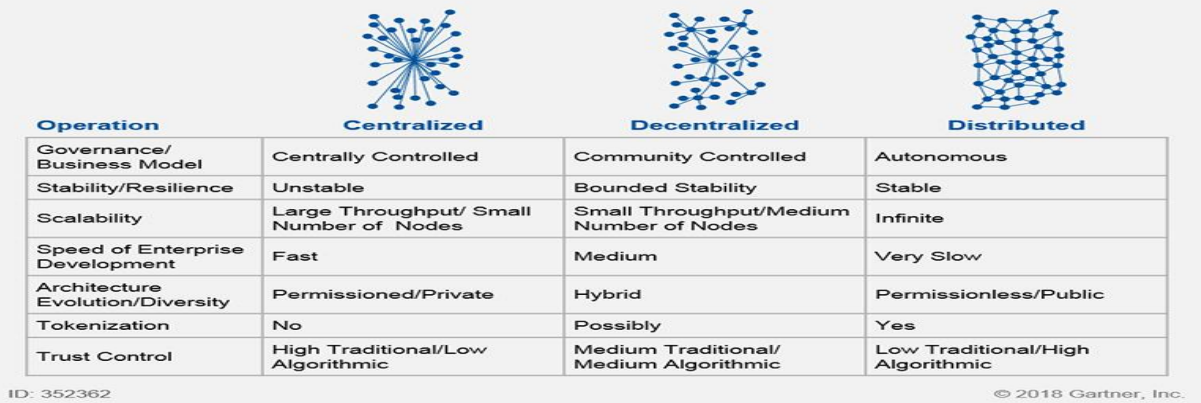 Operation Centralized Decentralized Distributed
Governance/
Business Model Centrally Controlled Community Controlled Autonomous
Stability/Resilience Unstable Bounded Stability Stable
Scalability Large Throughput/ Small
Number of Nodes Small Throughput/Medium
Number of Nodes Infinite
Speed of Enterprise
Development Fast Medium Very Slow
Architecture
Evolution/Diversity Permissioned/Private Hybrid Permissionless/Public
Tokenization No Possibly Yes
Trust Control High Traditional/Low
Algorithmic Medium Traditional/
Medium Algorithmic Low Traditional/High
Algorithmic
ID: 352362 © 2018 Gartner, Inc.